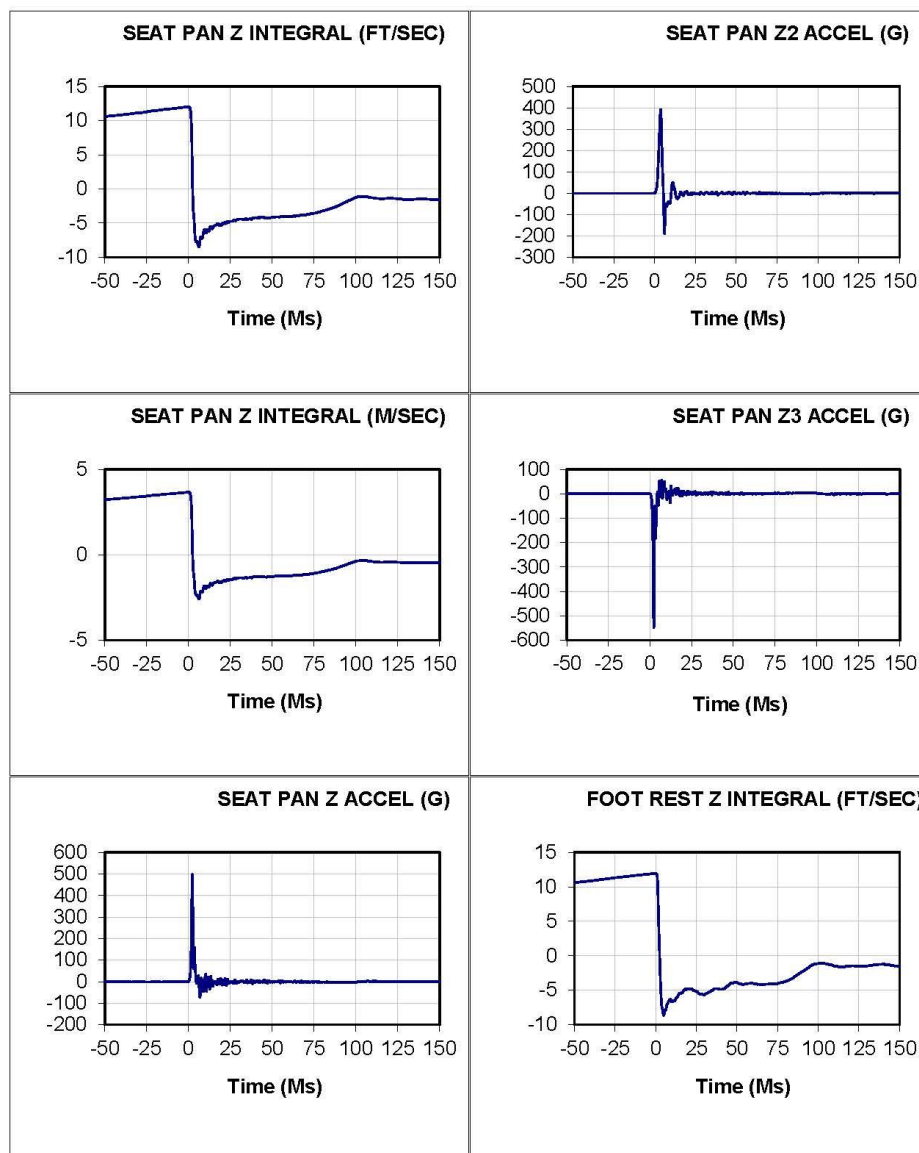 SEAT PAN Z INTEGRAL (FT/SEC)
15
10
5
0
-5
-10
-50 -25 0 25 50 75 100 125 150
Time (Ms)
SEAT PAN Z2 ACCEL (G)
500
400
300
200
100
0
-100
-200
-300
-50 -25 0 25 50 75 100 125 150
Time (Ms)
SEAT PAN Z INTEGRAL (M/SEC)
5
0
-5
-50 -25 0 25 50 75 100 125 150
Time (Ms)
SEAT PAN Z3 ACCEL (G)
100
0
-100
-200
-300
-400
-500
-600
-50 -25 0 25 50 75 100 125 150
Time (Ms)
SEAT PAN Z ACCEL (G)
600
500
400
300
200
100
0
-100
-200
-50 -25 0 25 50 75 100 125 150
Time (Ms)
FOOT REST Z INTEGRAL (FT/SEC)
15
10
5
0
-5
-10
-50 -25 0 25 50 75 100 125 150
Time (Ms)